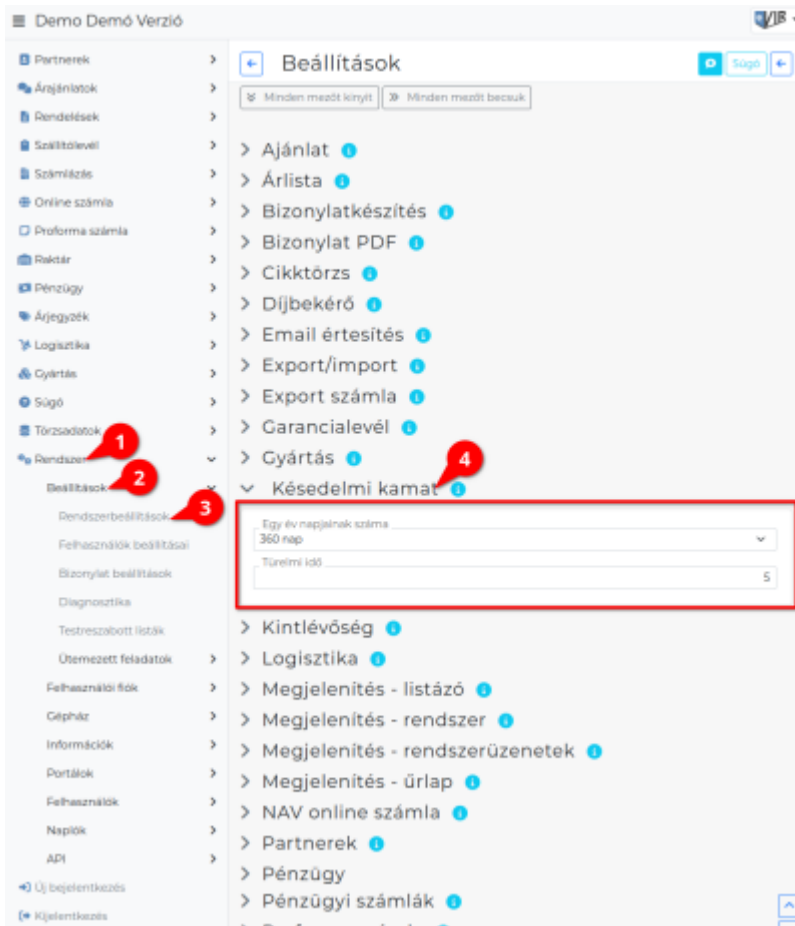 Demo Demó Verzió
VIR
Partnerek
Árajánlatok
Rendelések
Szállítólevél
Számlázás
Online számla
Proforma számla
Raktár
Pénzügy
Árjegyzék
Logisztika
Gyártás
Súgó
Törzsadatok
1
Rendszer
2
Beállítások
3
Rendszerbeállítások
Felhasználók beállításai
Bizonylat beállítások
Diagnosztika
Testreszabott listák
Ütemezett feladatok
Felhasználói fiók
Gépház
Információk
Portálok
Felhasználók
Naplók
API
Új bejelentkezés
Kijelentkezés
Beállítások
Súgó
Minden mezőt kinyit
Minden mezőt becsuk
Ajánlat
Árlista
Bizonylatkészítés
Bizonylat PDF
Cikktörzs
Díjbekérő
Email értesítés
Export/import
Export számla
Garancialevél
Gyártás
4
Késedelmi kamat
Egy év napjainak száma
360 nap
Türelmi idő
5
Kintlévőség
Logisztika
Megjelenítés - listázó
Megjelenítés - rendszer
Megjelenítés - rendszerüzenetek
Megjelenítés - űrlap
NAV online számla
Partnerek
Pénzügy
Pénzügyi számlák